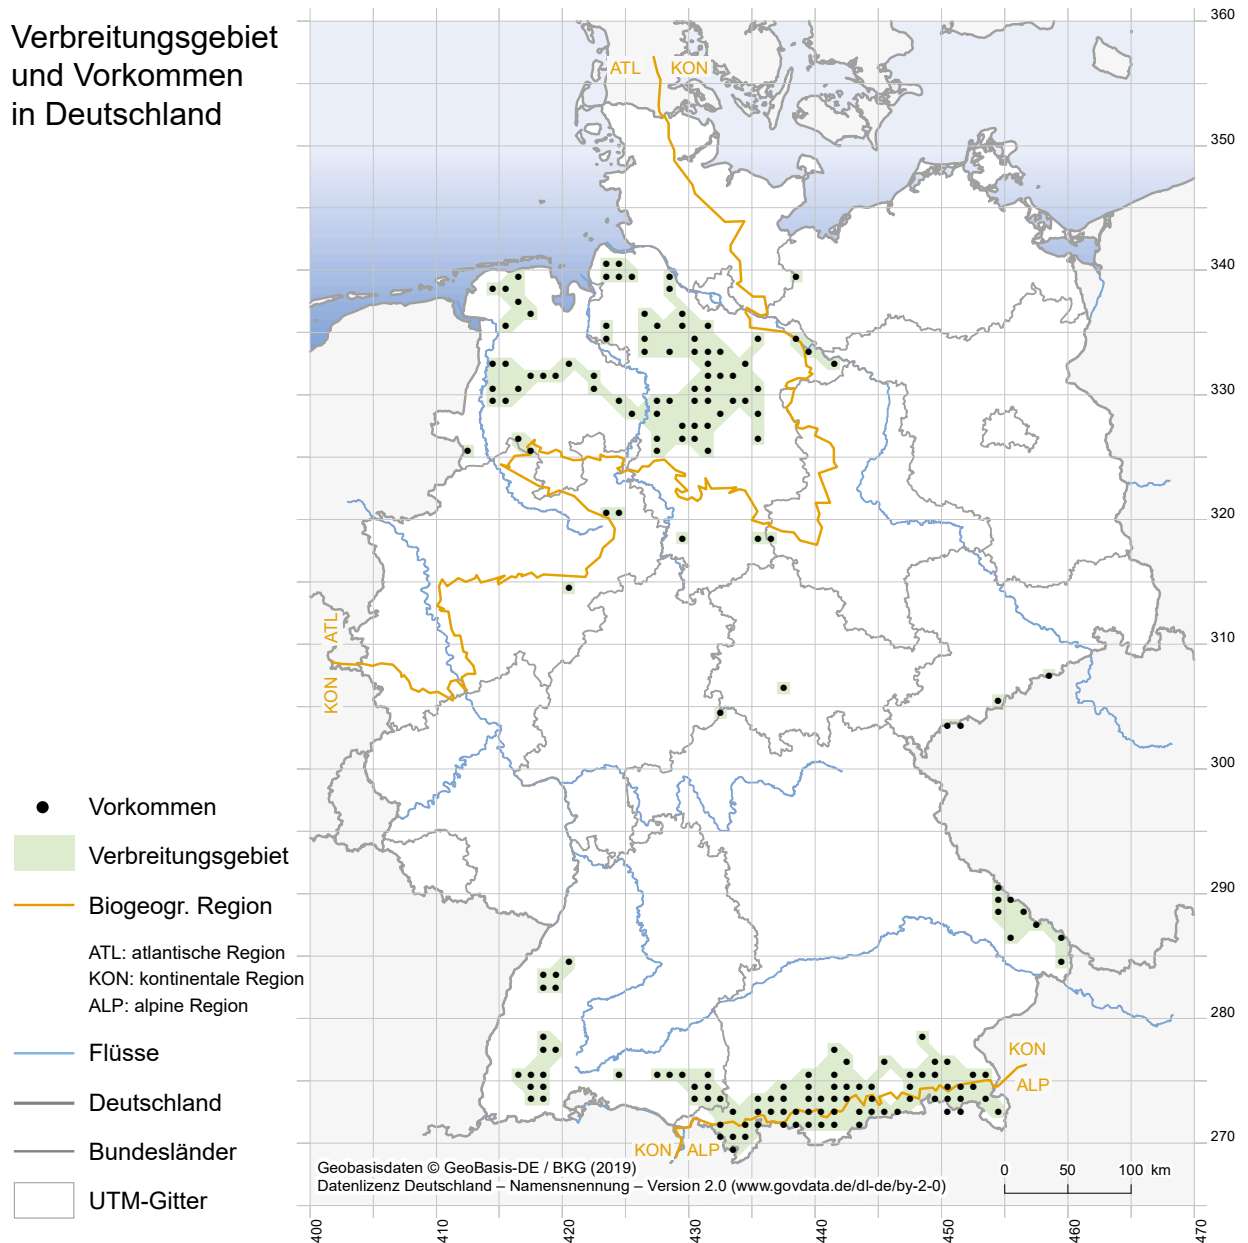 Verbreitungsgebiet
und Vorkommen
in Deutschland
ATL KON
360
350
340
330
320
310
300
290
280
270
ATL
KON
Vorkommen
Verbreitungsgebiet
Biogeogr. Region
ATL: atlantische Region
KON: kontinentale Region
ALP: alpine Region
Flüsse
Deutschland
Bundesländer
UTM-Gitter
KON
ALP
KON ALP
Geobasisdaten © GeoBasis-DE / BKG (2019)
Datenlizenz Deutschland – Namensnennung – Version 2.0 (www.govdata.de/dl-de/by-2-0)
0 50 100 km
400 410 420 430 440 450 460 470